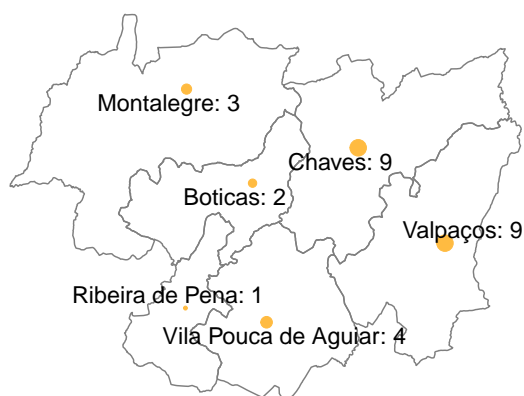 Montalegre: 3
Chaves: 9
Boticas: 2
Valpaços: 9
Ribeira de Pena: 1
Vila Pouca de Aguiar: 4